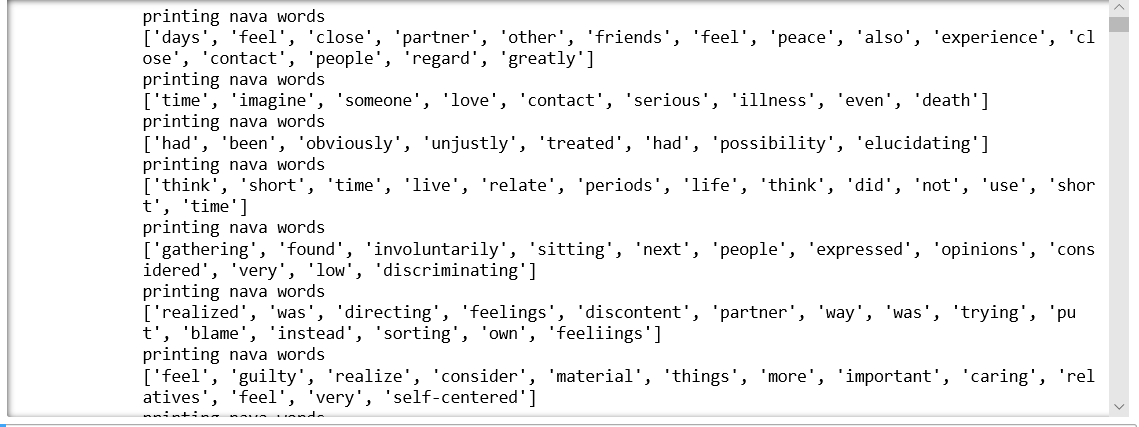 printing nava words
['days', 'feel', 'close', 'partner', 'other', 'friends', 'feel', 'peace', 'also', 'experience', 'cl
ose', 'contact', 'people', 'regard', 'greatly']
printing nava words
['time', 'imagine', 'someone', 'love', 'contact', 'serious', 'illness', 'even', 'death']
printing nava words
['had', 'been', 'obviously', 'unjustly', 'treated', 'had', 'possibility', 'elucidating']
printing nava words
['think', 'short', 'time', 'live', 'relate', 'periods', 'life', 'think', 'did', 'not', 'use', 'shor
t', 'time']
printing nava words
['gathering', 'found', 'involuntarily', 'sitting', 'next', 'people', 'expressed', 'opinions', 'cons
idered', 'very', 'low', 'discriminating']
printing nava words
['realized', 'was', 'directing', 'feelings', 'discontent', 'partner', 'way', 'was', 'trying', 'pu
t', 'blame', 'instead', 'sorting', 'own', 'feeliings']
printing nava words
['feel', 'guilty', 'realize', 'consider', 'material', 'things', 'more', 'important', 'caring', 'rel
atives', 'feel', 'very', 'self-centered']
printing nava words